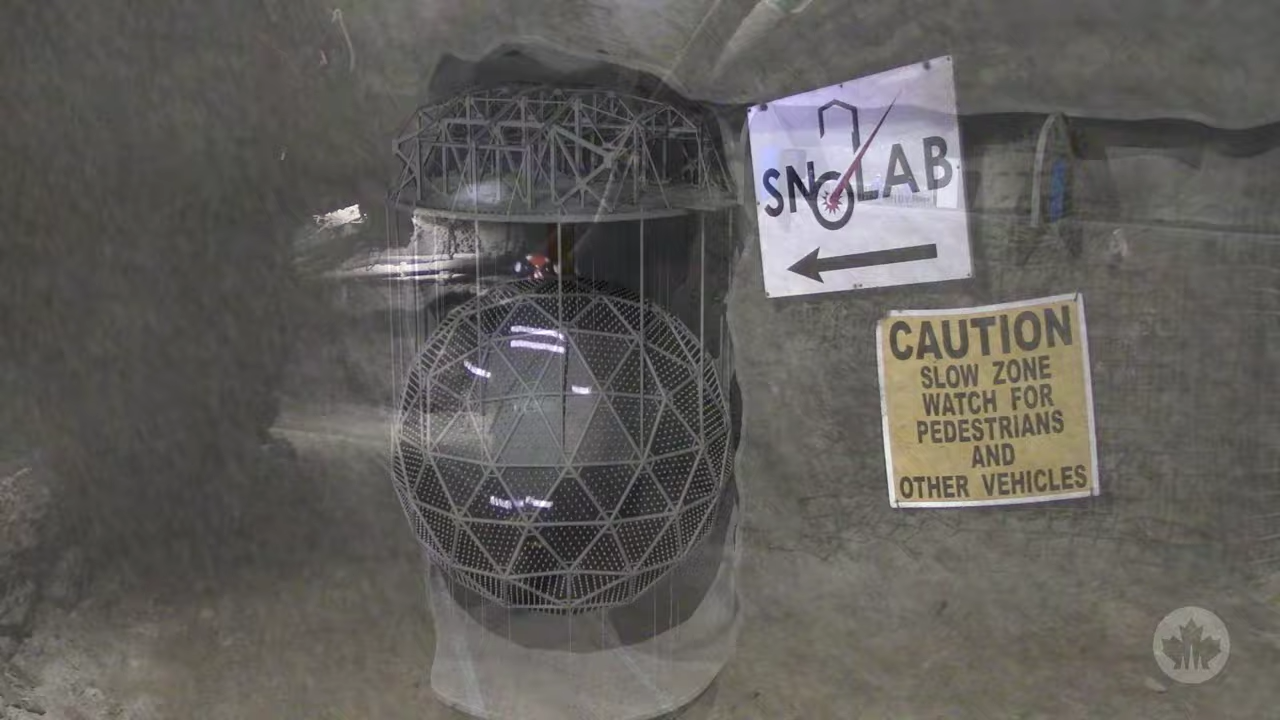 SNOLAB
CAUTION
SLOW ZONE
WATCH FOR
PEDESTRIANS
AND
OTHER VEHICLES